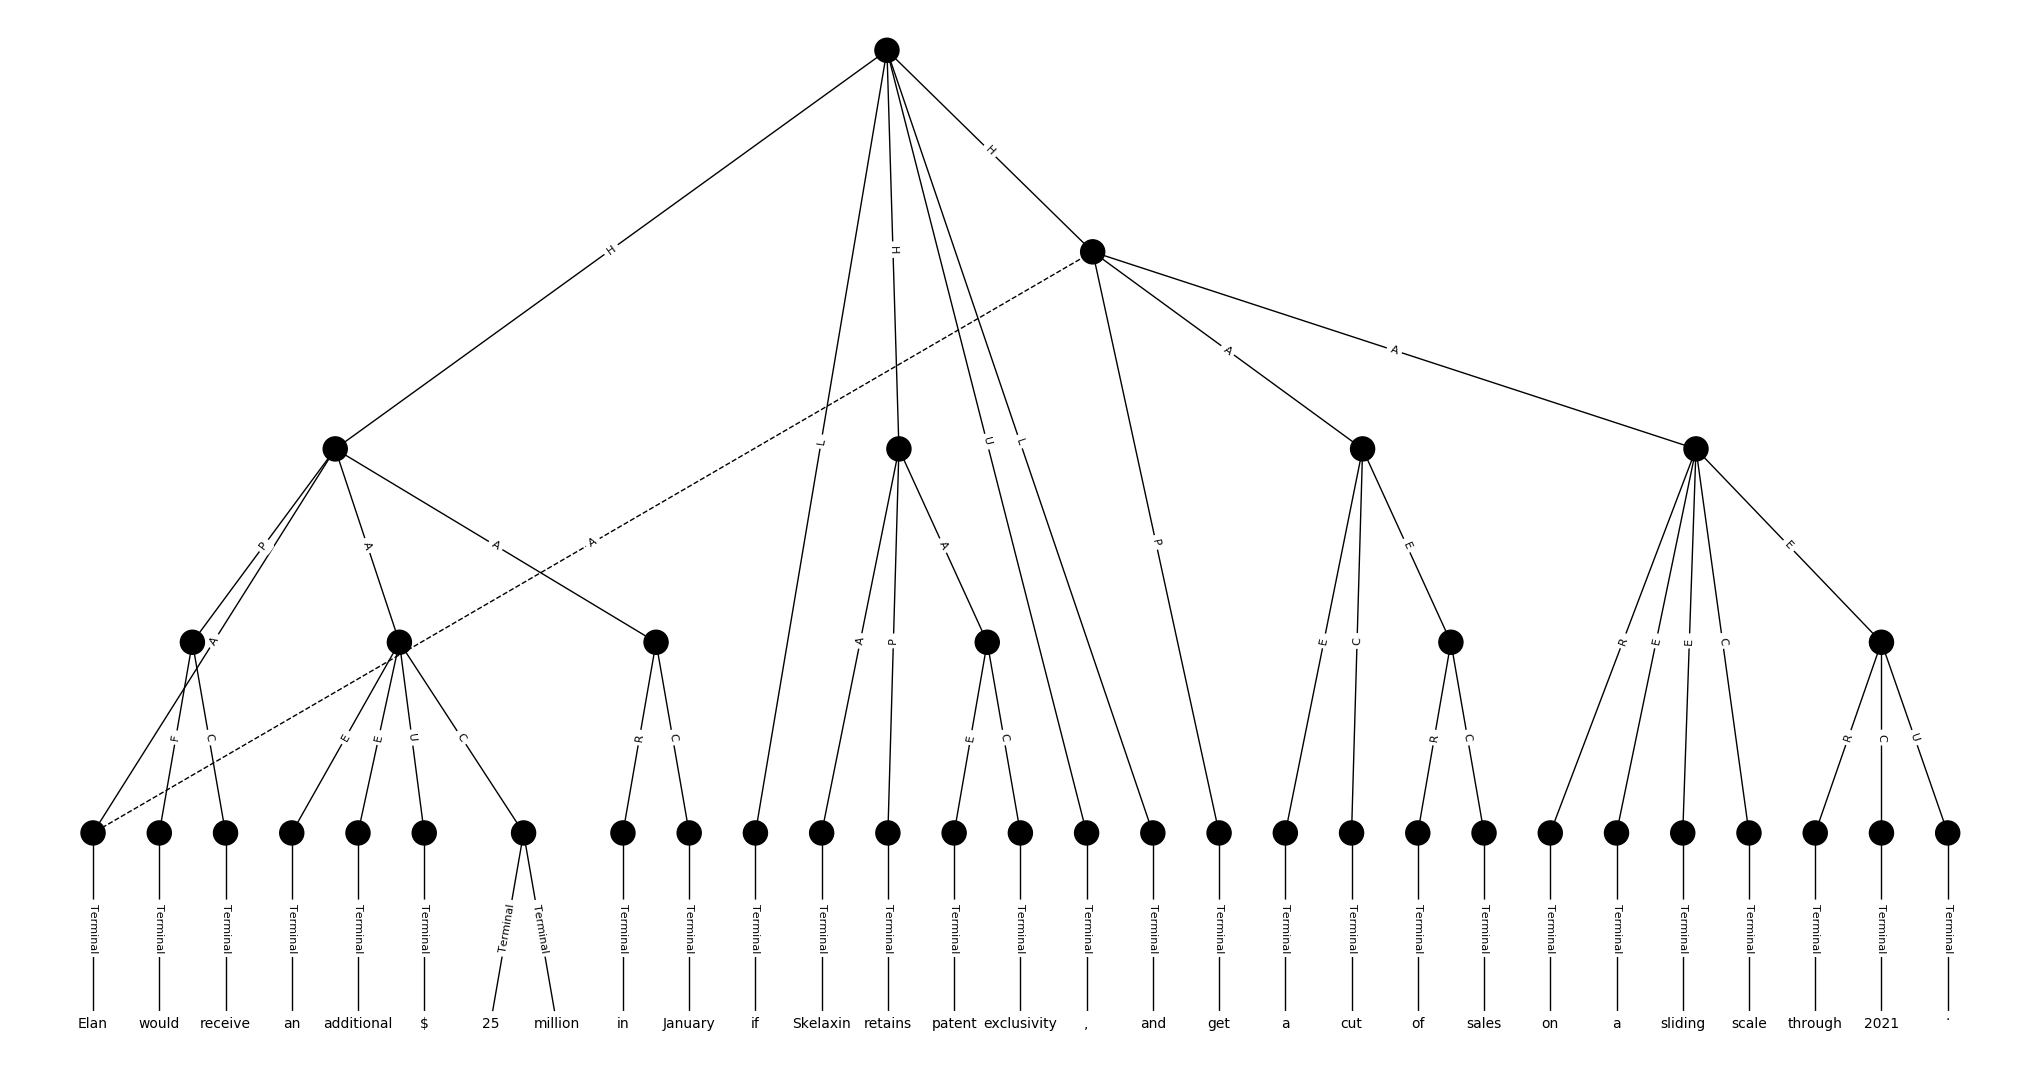 H
H
A
A
L
H
U
L
A
P
A
A
A
P
A
E
A
A
P
E
C
R
E
E
C
F
C
E
E
U
C
R
C
E
C
R
C
R
C
U
Terminal Terminal Terminal Terminal Terminal Terminal Terminal Terminal Terminal Terminal Terminal Terminal Terminal Terminal Terminal Terminal Terminal Terminal Terminal Terminal Terminal Terminal Terminal Terminal Terminal Terminal Terminal Terminal Terminal
Elan would receive an additional $ 25 million in January if Skelaxin retains patent exclusivity , and get a cut of sales on a sliding scale through 2021 .